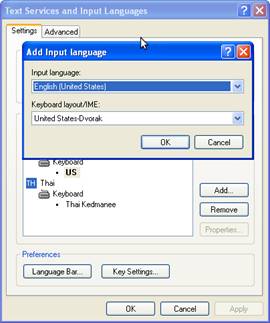 Text Services and Input Languages
Settings
Advanced
Add Input language
Input language:
English (United States)
Keyboard layout/IME:
United States-Dvorak
OK
Cancel
Keyboard
US
TH Thai
Keyboard
Thai Kedmanee
Add...
Remove
Properties...
Preferences
Language Bar...
Key Settings...
OK
Cancel
Apply